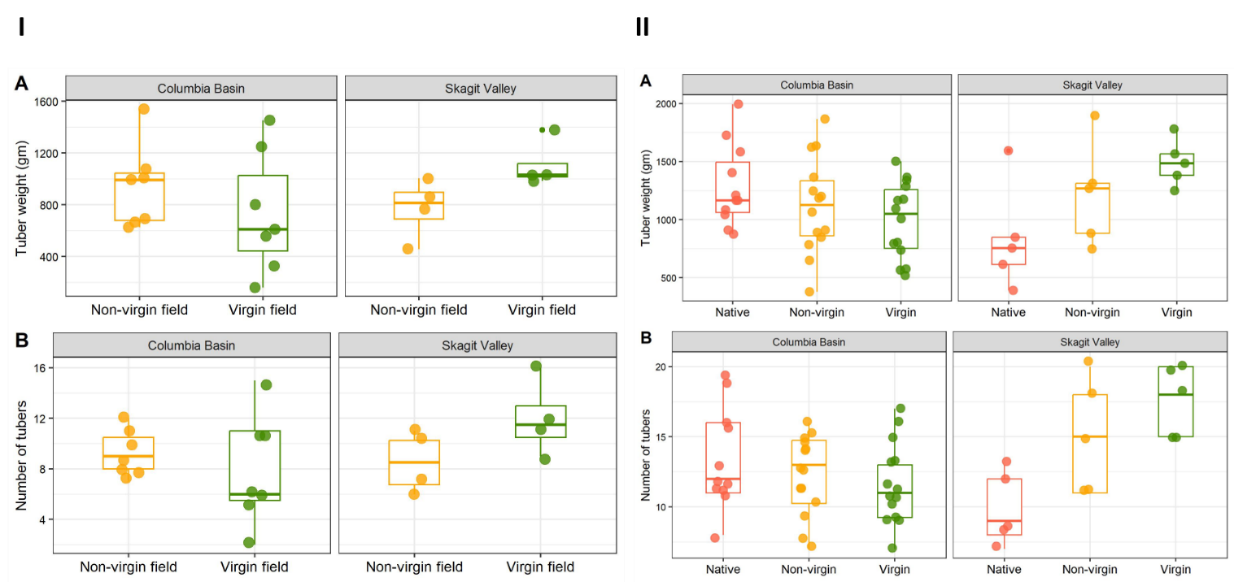 I
II
A
Columbia Basin
Skagit Valley
Tuber weight (gm)
1600
1200
800
400
Non-virgin field
Virgin field
Non-virgin field
Virgin field
B
Columbia Basin
Skagit Valley
Number of tubers
16
12
8
4
Non-virgin field
Virgin field
Non-virgin field
Virgin field
A
Columbia Basin
Skagit Valley
Tuber weight (gm)
2000
1500
1000
500
Native
Non-virgin
Virgin
Native
Non-virgin
Virgin
B
Columbia Basin
Skagit Valley
Number of tubers
20
15
10
Native
Non-virgin
Virgin
Native
Non-virgin
Virgin